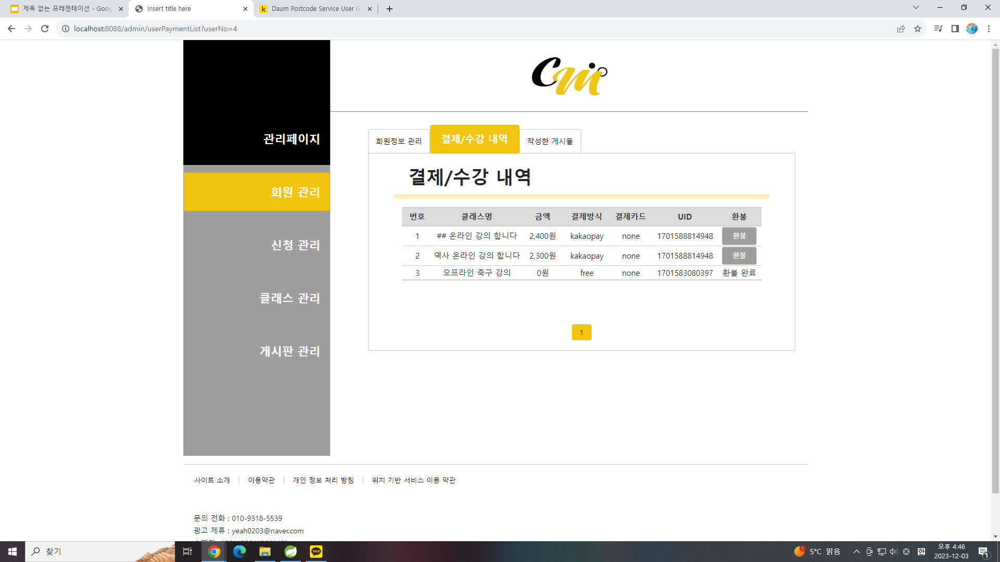 제목 없는 프레젠테이션 - Goog
Insert title here
Daum Postcode Service User G
localhost:8088/admin/userPaymentList?userNo=4
cm
관리페이지
회원 관리
신청 관리
클래스 관리
게시판 관리
회원정보 관리
결제/수강 내역
작성한 게시물
결제/수강 내역
번호 클래스명 금액 결제방식 결제카드 UID 환불
1 ## 온라인 강의 합니다 2,400원 kakaopay none 1701588814948 환불
2 역사 온라인 강의 합니다 2,300원 kakaopay none 1701588814948 환불
3 오프라인 축구 강의 0원 free none 1701583080397 환불 완료
1
사이트 소개 | 이용약관 | 개인 정보 처리 방침 | 위치 기반 서비스 이용 약관
문의 전화 : 010-9318-5539
광고 제휴 : yeah0203@naver.com
찾기
TALK
1
5°C 맑음
한
오후 4:46
2023-12-03
1